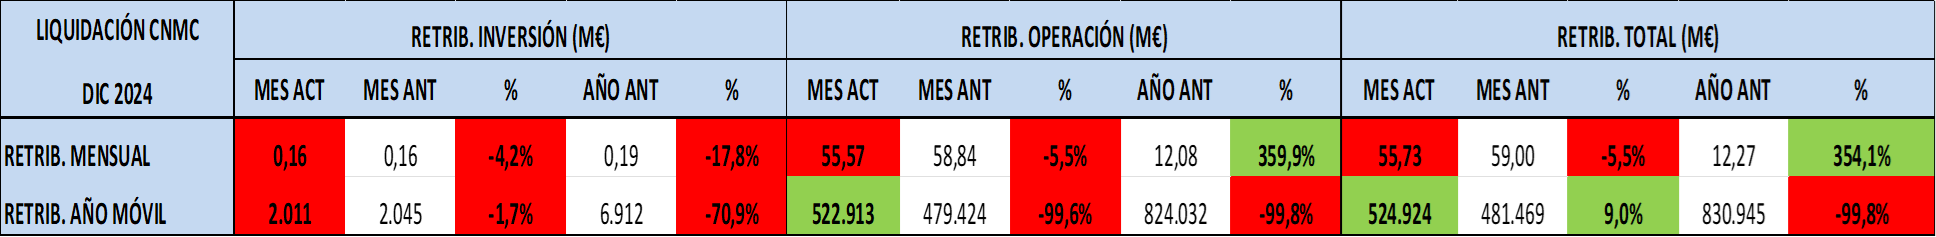 LIQUIDACIÓN CNMC DIC 2024 RETRIB. INVERSIÓN (M€) RETRIB. OPERACIÓN (M€) RETRIB. TOTAL (M€)
MES ACT MES ANT % AÑO ANT % MES ACT MES ANT % AÑO ANT % MES ACT MES ANT % AÑO ANT %
RETRIB. MENSUAL 0,16 0,16 -4,2% 0,19 -17,8% 55,57 58,84 -5,5% 12,08 359,9% 55,73 59,00 -5,5% 12,27 354,1%
RETRIB. AÑO MÓVIL 2.011 2.045 -1,7% 6.912 -70,9% 522.913 479.424 -99,6% 824.032 -99,8% 524.924 481.469 9,0% 830.945 -99,8%